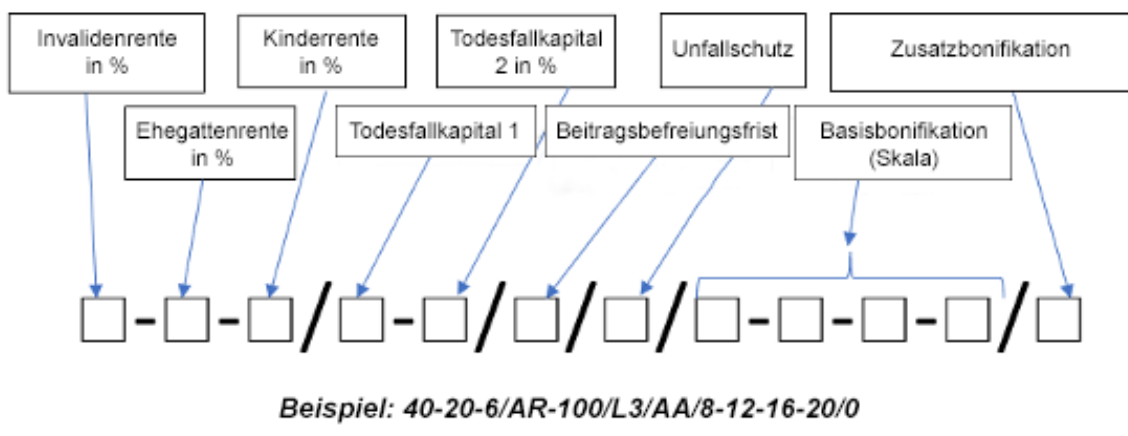 Invalidenrente
in %
Kinderrente
in %
Todesfallkapital
2 in %
Unfallschutz
Zusatzbonifikation
Ehegattenrente
in %
Todesfallkapital 1
Beitragsbefreiungsfrist
Basisbonifikation
(Skala)
□-□-□/□-□/□/□/□-□-□-□/□
Beispiel: 40-20-6/AR-100/L3/AA/8-12-16-20/0